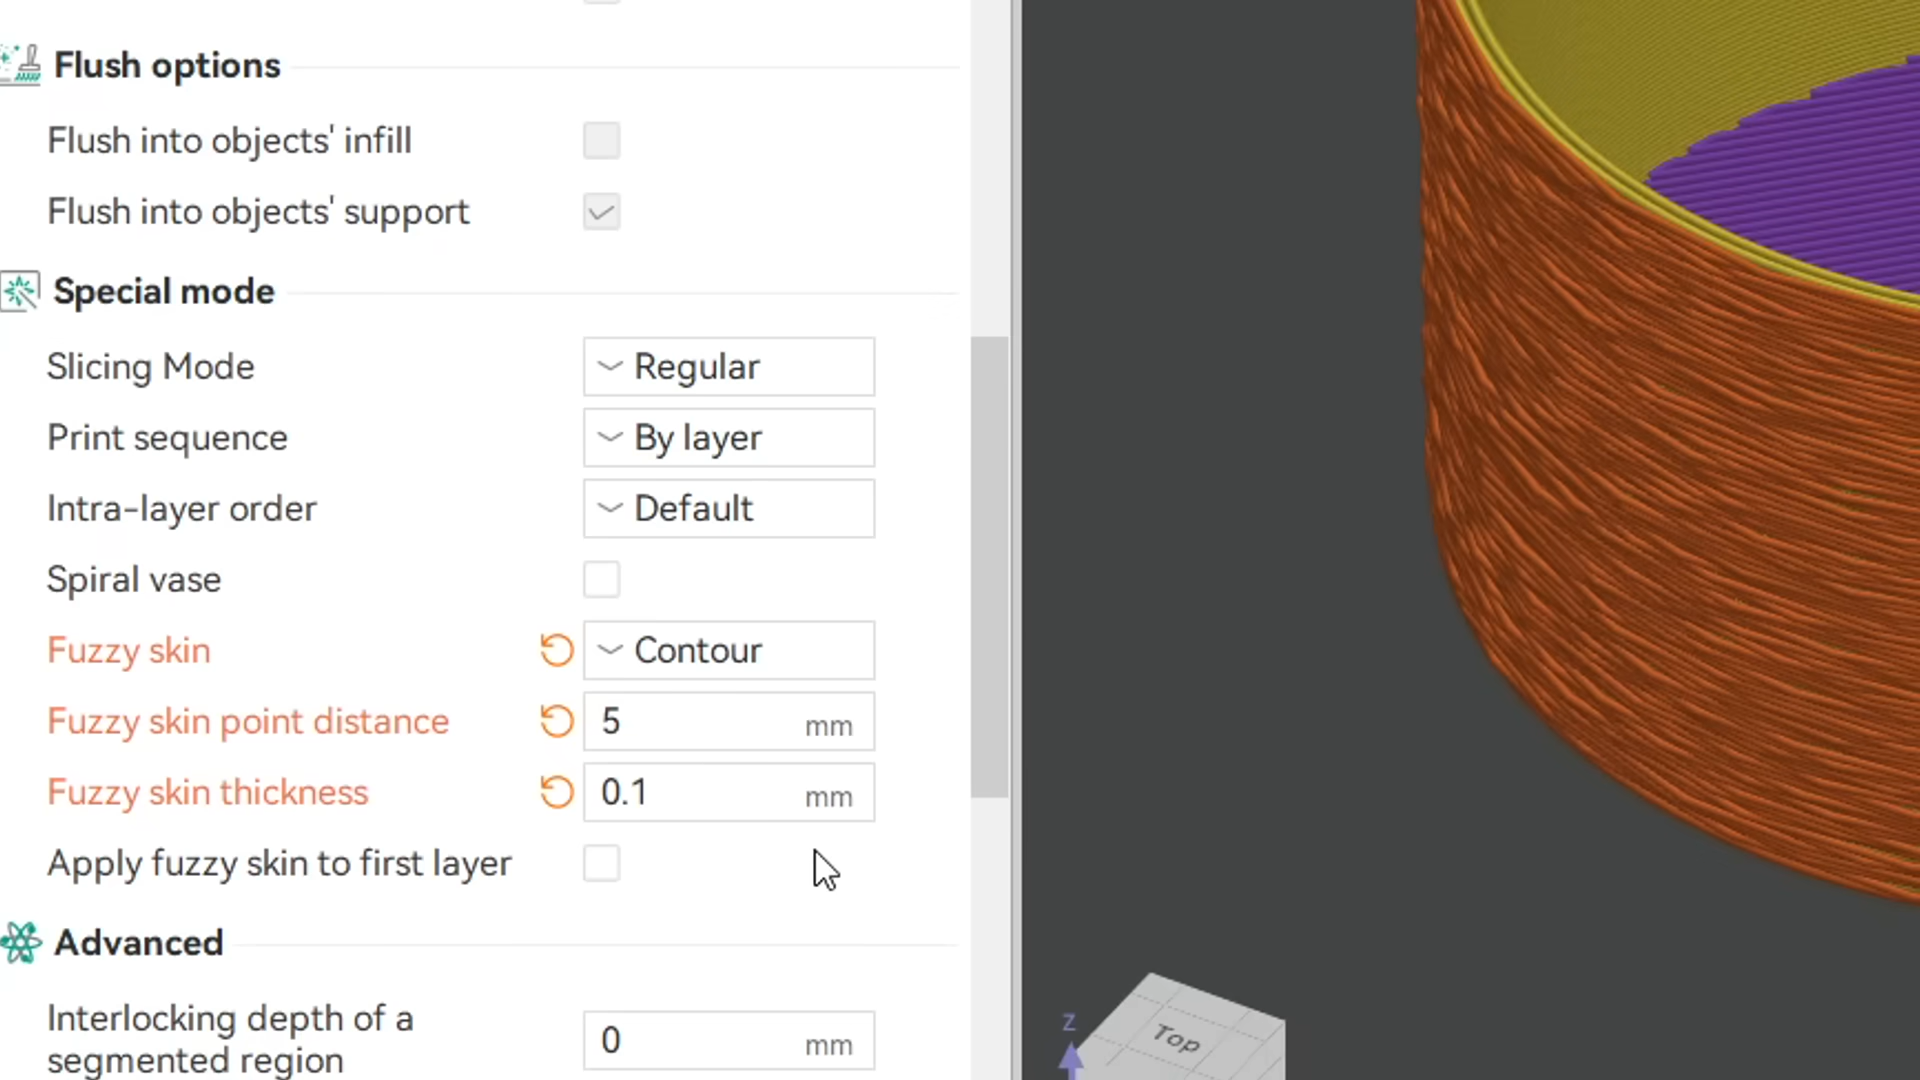 Flush options
Flush into objects' infill
Flush into objects' support
Special mode
Slicing Mode Regular
Print sequence By layer
Intra-layer order Default
Spiral vase
Fuzzy skin Contour
Fuzzy skin point distance 5 mm
Fuzzy skin thickness 0.1 mm
Apply fuzzy skin to first layer
Advanced
Interlocking depth of a
segmented region 0 mm
Z
Top